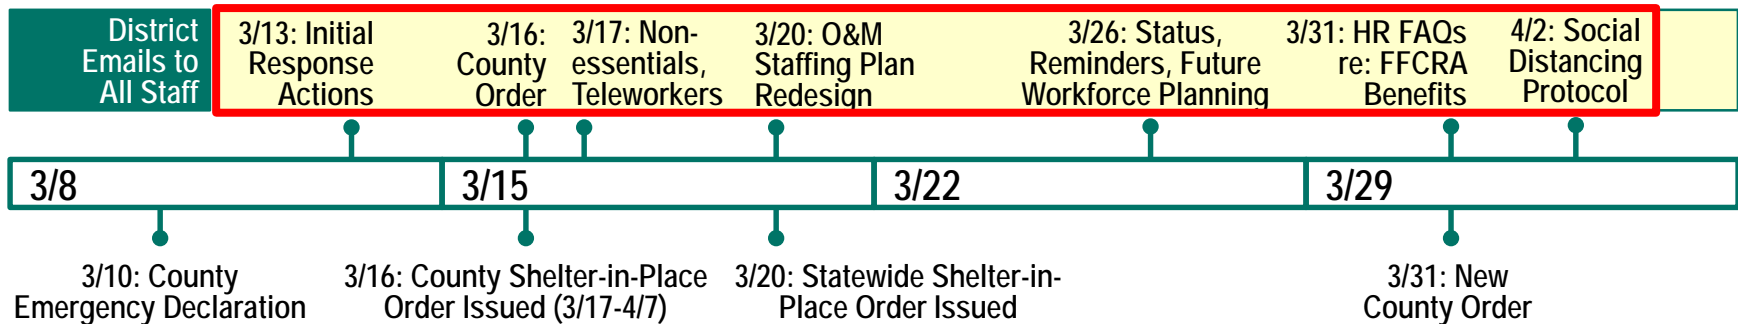 District
Emails to
All Staff
3/13: Initial
Response
Actions
3/16:
County
Order
3/17: Non-
essentials,
Teleworkers
3/20: O&M
Staffing Plan
Redesign
3/26: Status,
Reminders, Future
Workforce Planning
3/31: HR FAQs
re: FFCRA
Benefits
4/2: Social
Distancing
Protocol
3/8
3/15
3/22
3/29
3/10: County
Emergency Declaration
3/16: County Shelter-in-Place
Order Issued (3/17-4/7)
3/20: Statewide Shelter-in-
Place Order Issued
3/31: New
County Order